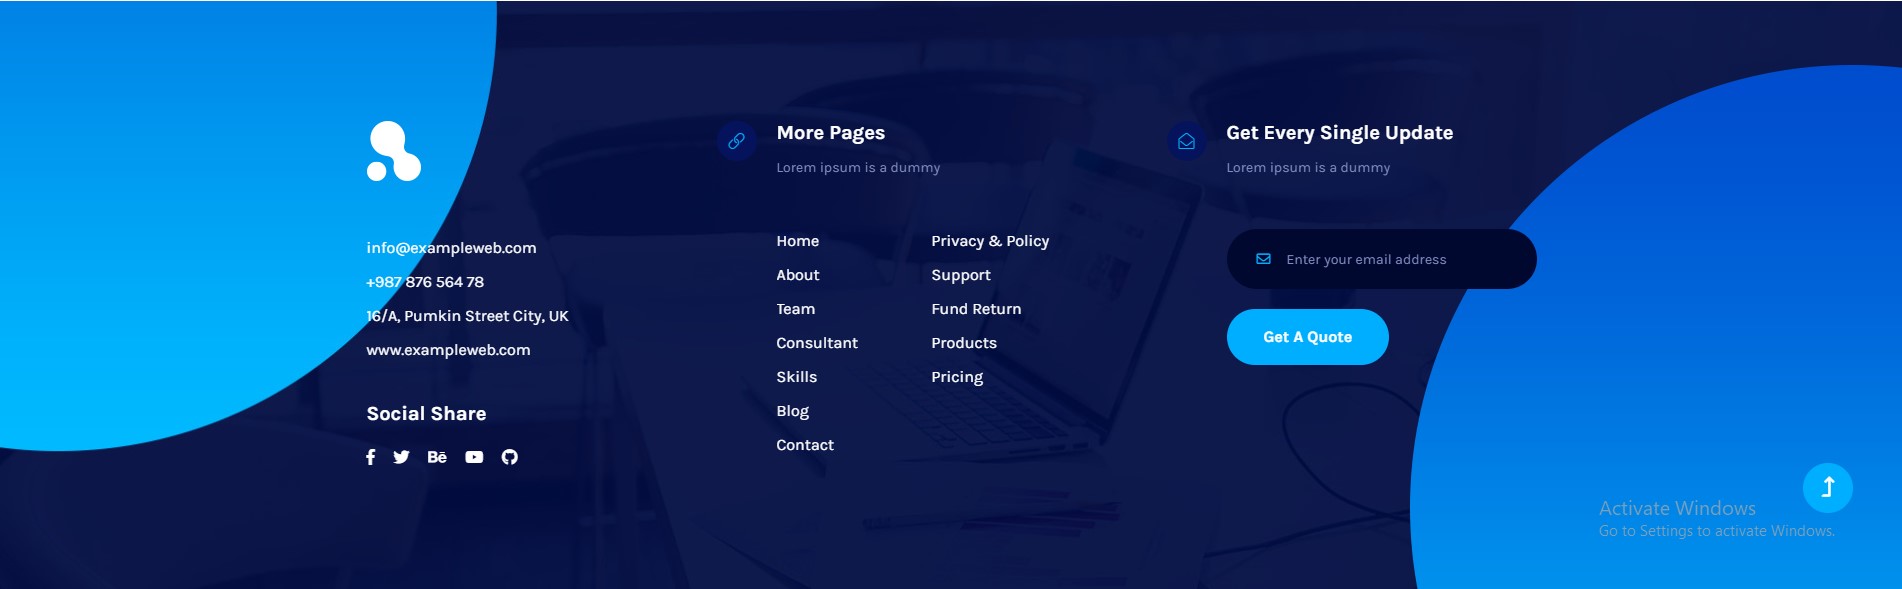 info@exampleweb.com
+987 876 564 78
16/A, Pumkin Street City, UK
www.exampleweb.com
Social Share
Bē
More Pages
Lorem ipsum is a dummy
Home
About
Team
Consultant
Skills
Blog
Contact
Privacy & Policy
Support
Fund Return
Products
Pricing
Get Every Single Update
Lorem ipsum is a dummy
Enter your email address
Get A Quote
Activate Windows
Go to Settings to activate Windows.